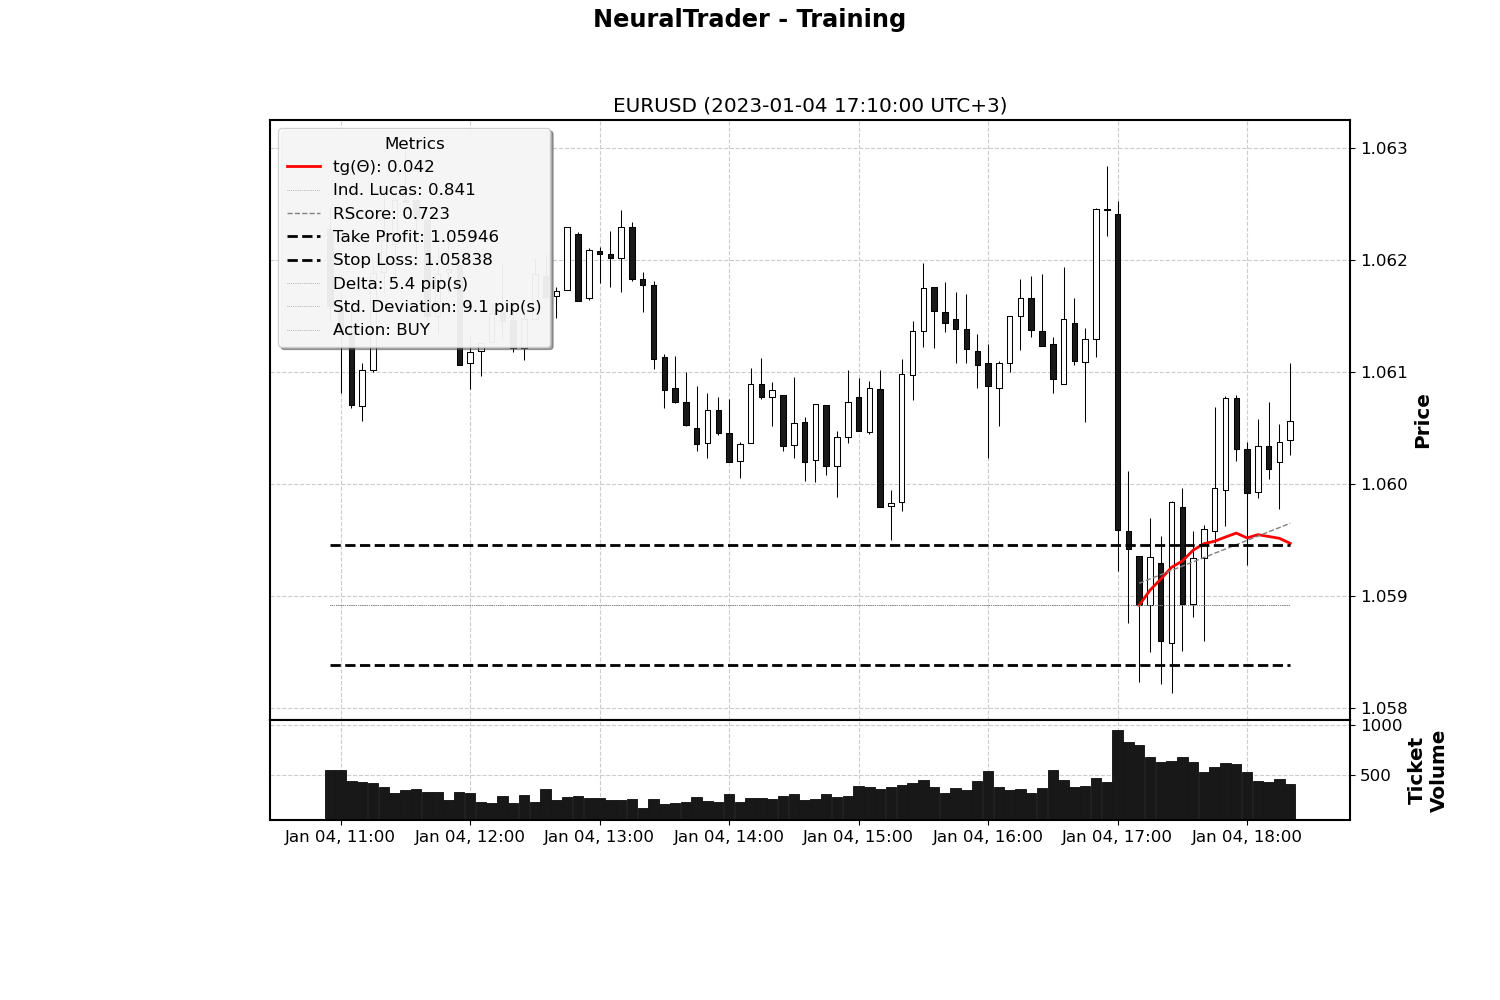 NeuralTrader - Training
EURUSD (2023-01-04 17:10:00 UTC+3)
Metrics
tg(Θ): 0.042
Ind. Lucas: 0.841
RScore: 0.723
Take Profit: 1.05946
Stop Loss: 1.05838
Delta: 5.4 pip(s)
Std. Deviation: 9.1 pip(s)
Action: BUY
1.063
1.062
1.061
1.060
1.059
1.058
Price
1000
500
Ticket
Volume
Jan 04, 11:00
Jan 04, 12:00
Jan 04, 13:00
Jan 04, 14:00
Jan 04, 15:00
Jan 04, 16:00
Jan 04, 17:00
Jan 04, 18:00